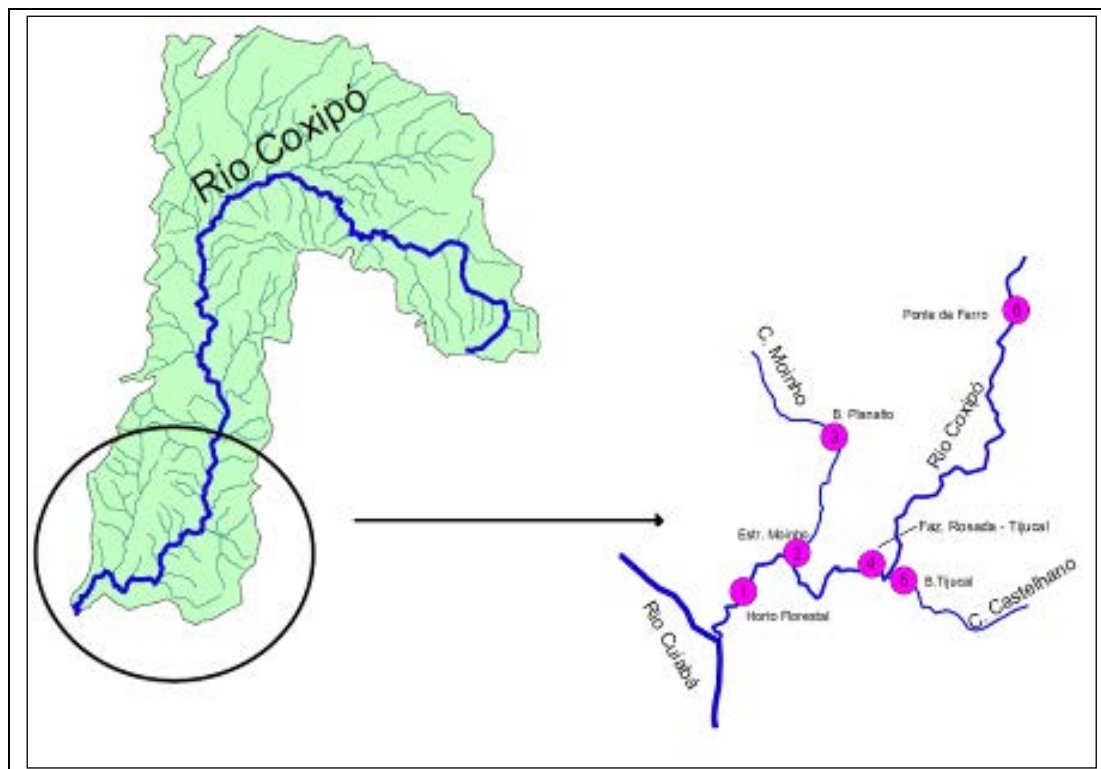 Rio Coxipó
C. Moinho
B. Planalto
3
Ponte de Ferro
6
Rio Coxipó
Estr. Moinho
2
Faz. Rosada - Tijucal
4
5
B.Tijucal
C. Castelhano
1
Horto Florestal
Rio Cuiabá